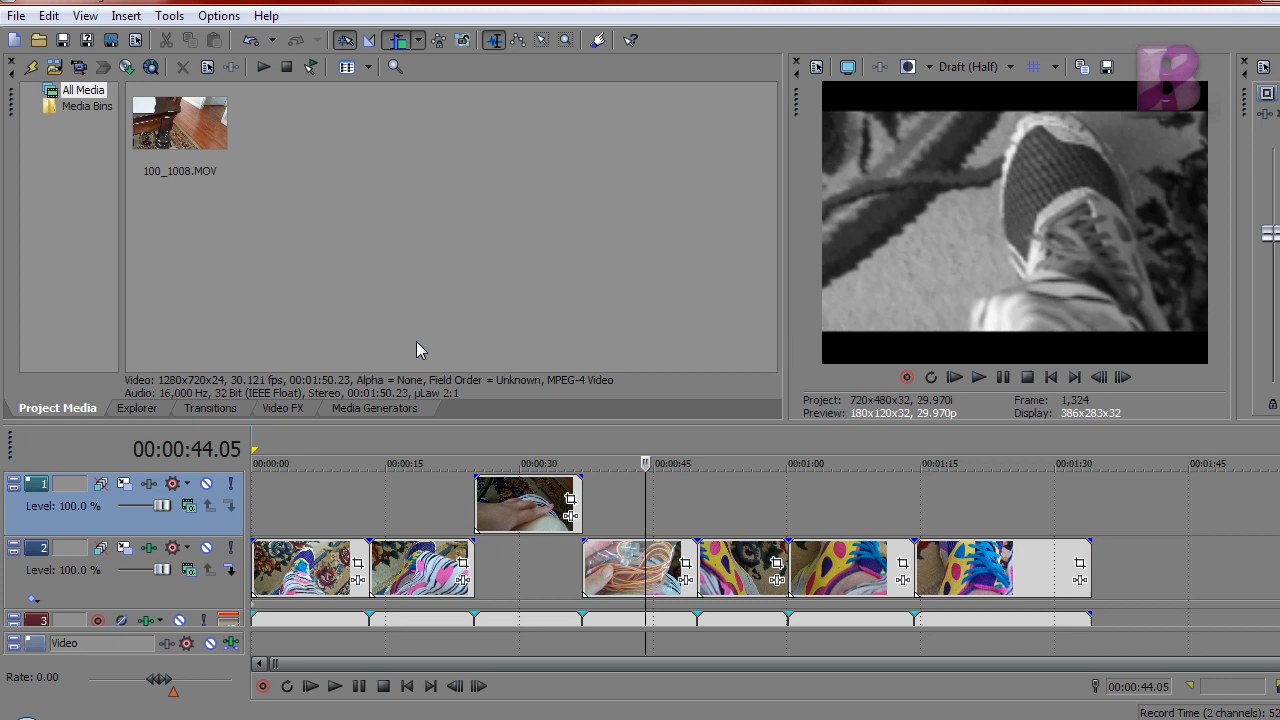 File Edit View Insert Tools Options Help
Draft (Half)
B
All Media
Media Bins
100_1008.MOV
Video: 1280x720x24, 30.121 fps, 00:01:50.23, Alpha = None, Field Order = Unknown, MPEG-4 Video
Audio: 16,000 Hz, 32 Bit (IEEE Float), Stereo, 00:01:50.23, µLaw 2:1
Project Media Explorer Transitions Video FX Media Generators
Project: 720x480x32, 29.970i Frame: 1,324
Preview: 180x120x32, 29.970p Display: 386x283x32
00:00:44.05
00:00:00 00:00:15 00:00:30 00:00:45 00:01:00 00:01:15 00:01:30 00:01:45
1
Level: 100.0 %
2
Level: 100.0 %
3
Video
Rate: 0.00
00:00:44.05
Record Time (2 channels): 52